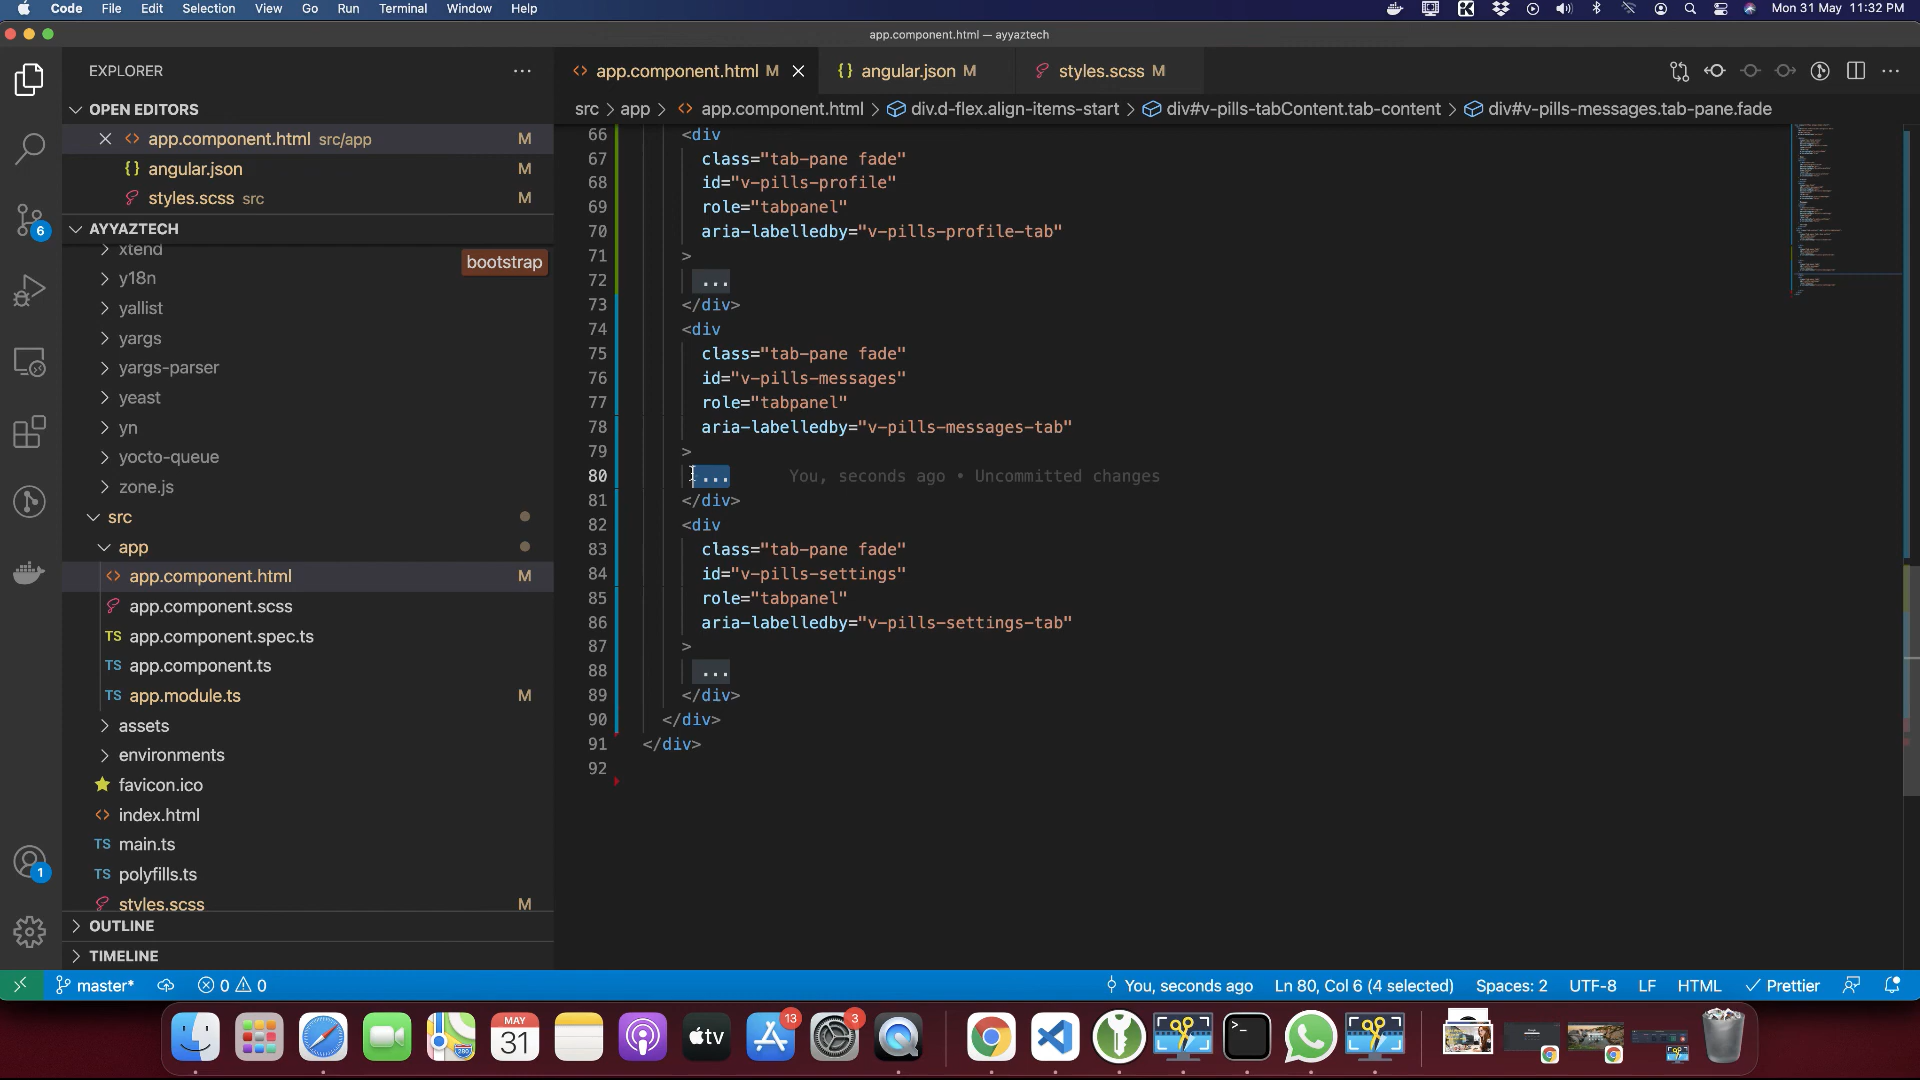 Code File Edit Selection View Go Run Terminal Window Help
Mon 31 May 11:32 PM
app.component.html — ayyaztech
EXPLORER
app.component.html M
angular.json M
styles.scss M
OPEN EDITORS
src > app > app.component.html > div.d-flex.align-items-start > div#v-pills-tabContent.tab-content > div#v-pills-messages.tab-pane.fade
app.component.html src/app M
angular.json M
styles.scss src M
AYYAZTECH
bootstrap
xtend
y18n
yallist
yargs
yargs-parser
yeast
yn
yocto-queue
zone.js
src
app
app.component.html M
app.component.scss
TS app.component.spec.ts
TS app.component.ts
TS app.module.ts M
assets
environments
favicon.ico
index.html
TS main.ts
TS polyfills.ts
styles.scss M
OUTLINE
TIMELINE
6
1
66 <div
67 class="tab-pane fade"
68 id="v-pills-profile"
69 role="tabpanel"
70 aria-labelledby="v-pills-profile-tab"
71 >
72 ...
73 </div>
74 <div
75 class="tab-pane fade"
76 id="v-pills-messages"
77 role="tabpanel"
78 aria-labelledby="v-pills-messages-tab"
79 >
80 ... You, seconds ago • Uncommitted changes
81 </div>
82 <div
83 class="tab-pane fade"
84 id="v-pills-settings"
85 role="tabpanel"
86 aria-labelledby="v-pills-settings-tab"
87 >
88 ...
89 </div>
90 </div>
91 </div>
92
master* 0 0 You, seconds ago Ln 80, Col 6 (4 selected) Spaces: 2 UTF-8 LF HTML Prettier
MAY
31
tv
13
3